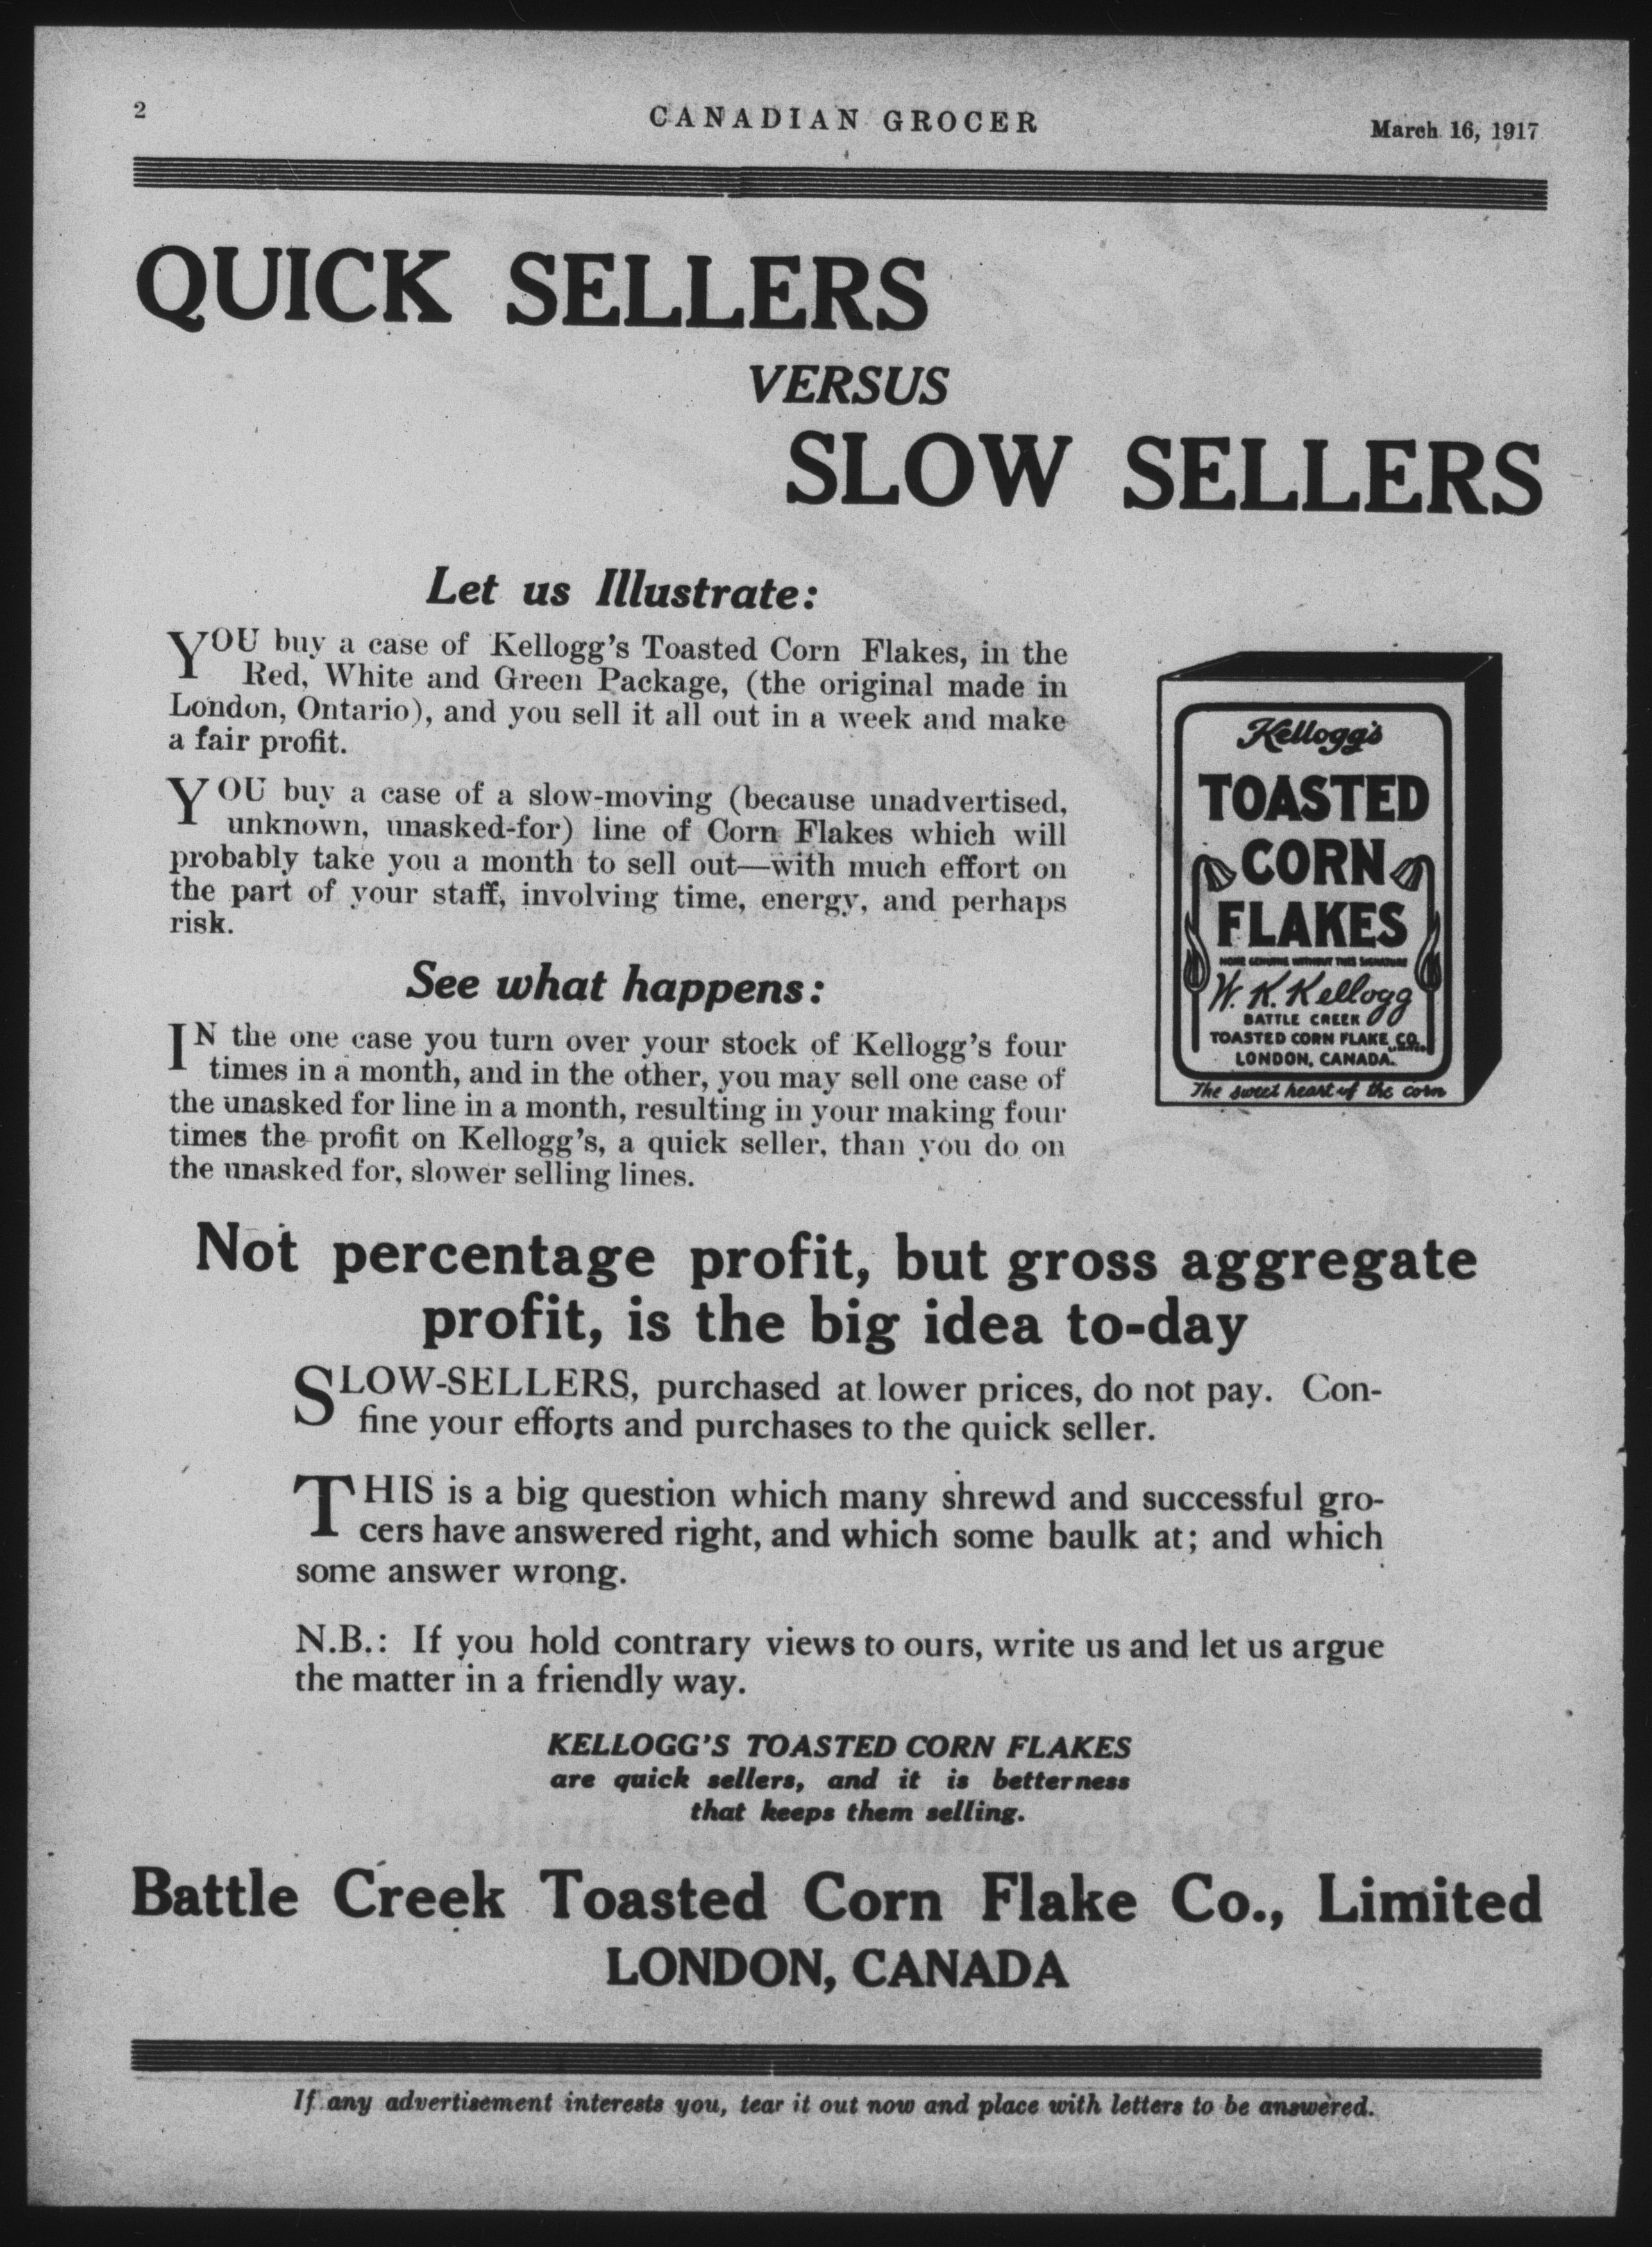 2
CANADIAN GROCER
March 16, 1917
QUICK SELLERS
VERSUS
SLOW SELLERS
Let us Illustrate:
YOU buy a case of Kellogg's Toasted Corn Flakes, in the
Red, White and Green Package, (the original made in
London, Ontario), and you sell it all out in a week and make
a fair profit.
YOU buy a case of a slow-moving (because unadvertised,
unknown, unasked-for) line of Corn Flakes which will
probably take you a month to sell out—with much effort on
the part of your staff, involving time, energy, and perhaps
risk.
See what happens:
IN the one case you turn over your stock of Kellogg's four
times in a month, and in the other, you may sell one case of
the unasked for line in a month, resulting in your making four
times the profit on Kellogg's, a quick seller, than you do on
the unasked for, slower selling lines.
Kellogg's
TOASTED
CORN
FLAKES
NONE GENUINE WITHOUT THIS SIGNATURE
W. K. Kellogg
BATTLE CREEK
TOASTED CORN FLAKE CO.
LIMITED
LONDON, CANADA.
The sweet heart of the corn
Not percentage profit, but gross aggregate
profit, is the big idea to-day
SLOW-SELLERS, purchased at lower prices, do not pay. Con-
fine your efforts and purchases to the quick seller.
THIS is a big question which many shrewd and successful gro-
cers have answered right, and which some baulk at; and which
some answer wrong.
N.B.: If you hold contrary views to ours, write us and let us argue
the matter in a friendly way.
KELLOGG'S TOASTED CORN FLAKES
are quick sellers, and it is betterness
that keeps them selling.
Battle Creek Toasted Corn Flake Co., Limited
LONDON, CANADA
If any advertisement interests you, tear it out now and place with letters to be answered.